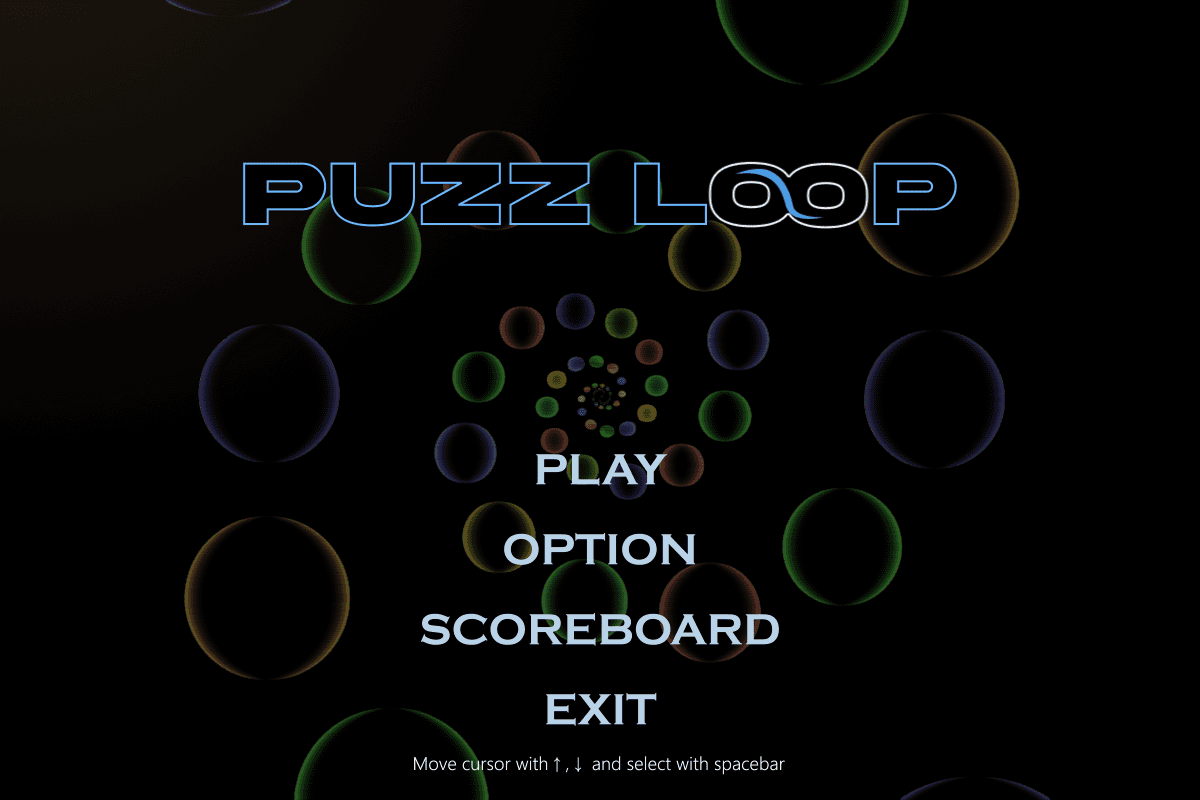 PUZZ LOOP
PLAY
OPTION
SCOREBOARD
EXIT
Move cursor with ↑ , ↓ and select with spacebar